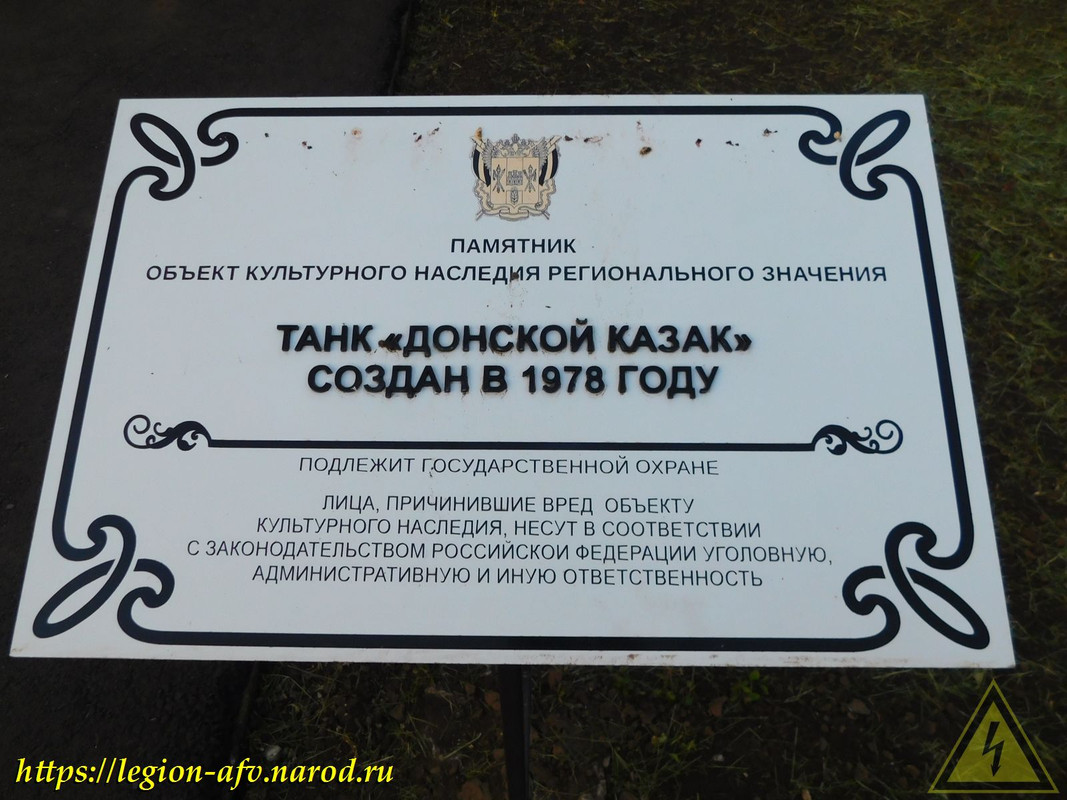 ПАМЯТНИК
ОБЪЕКТ КУЛЬТУРНОГО НАСЛЕДИЯ РЕГИОНАЛЬНОГО ЗНАЧЕНИЯ
ТАНК «ДОНСКОЙ КАЗАК»
СОЗДАН В 1978 ГОДУ
ПОДЛЕЖИТ ГОСУДАРСТВЕННОЙ ОХРАНЕ
ЛИЦА, ПРИЧИНИВШИЕ ВРЕД ОБЪЕКТУ
КУЛЬТУРНОГО НАСЛЕДИЯ, НЕСУТ В СООТВЕТСТВИИ
С ЗАКОНОДАТЕЛЬСТВОМ РОССИЙСКОЙ ФЕДЕРАЦИИ УГОЛОВНУЮ,
АДМИНИСТРАТИВНУЮ И ИНУЮ ОТВЕТСТВЕННОСТЬ
https://legion-afv.narod.ru